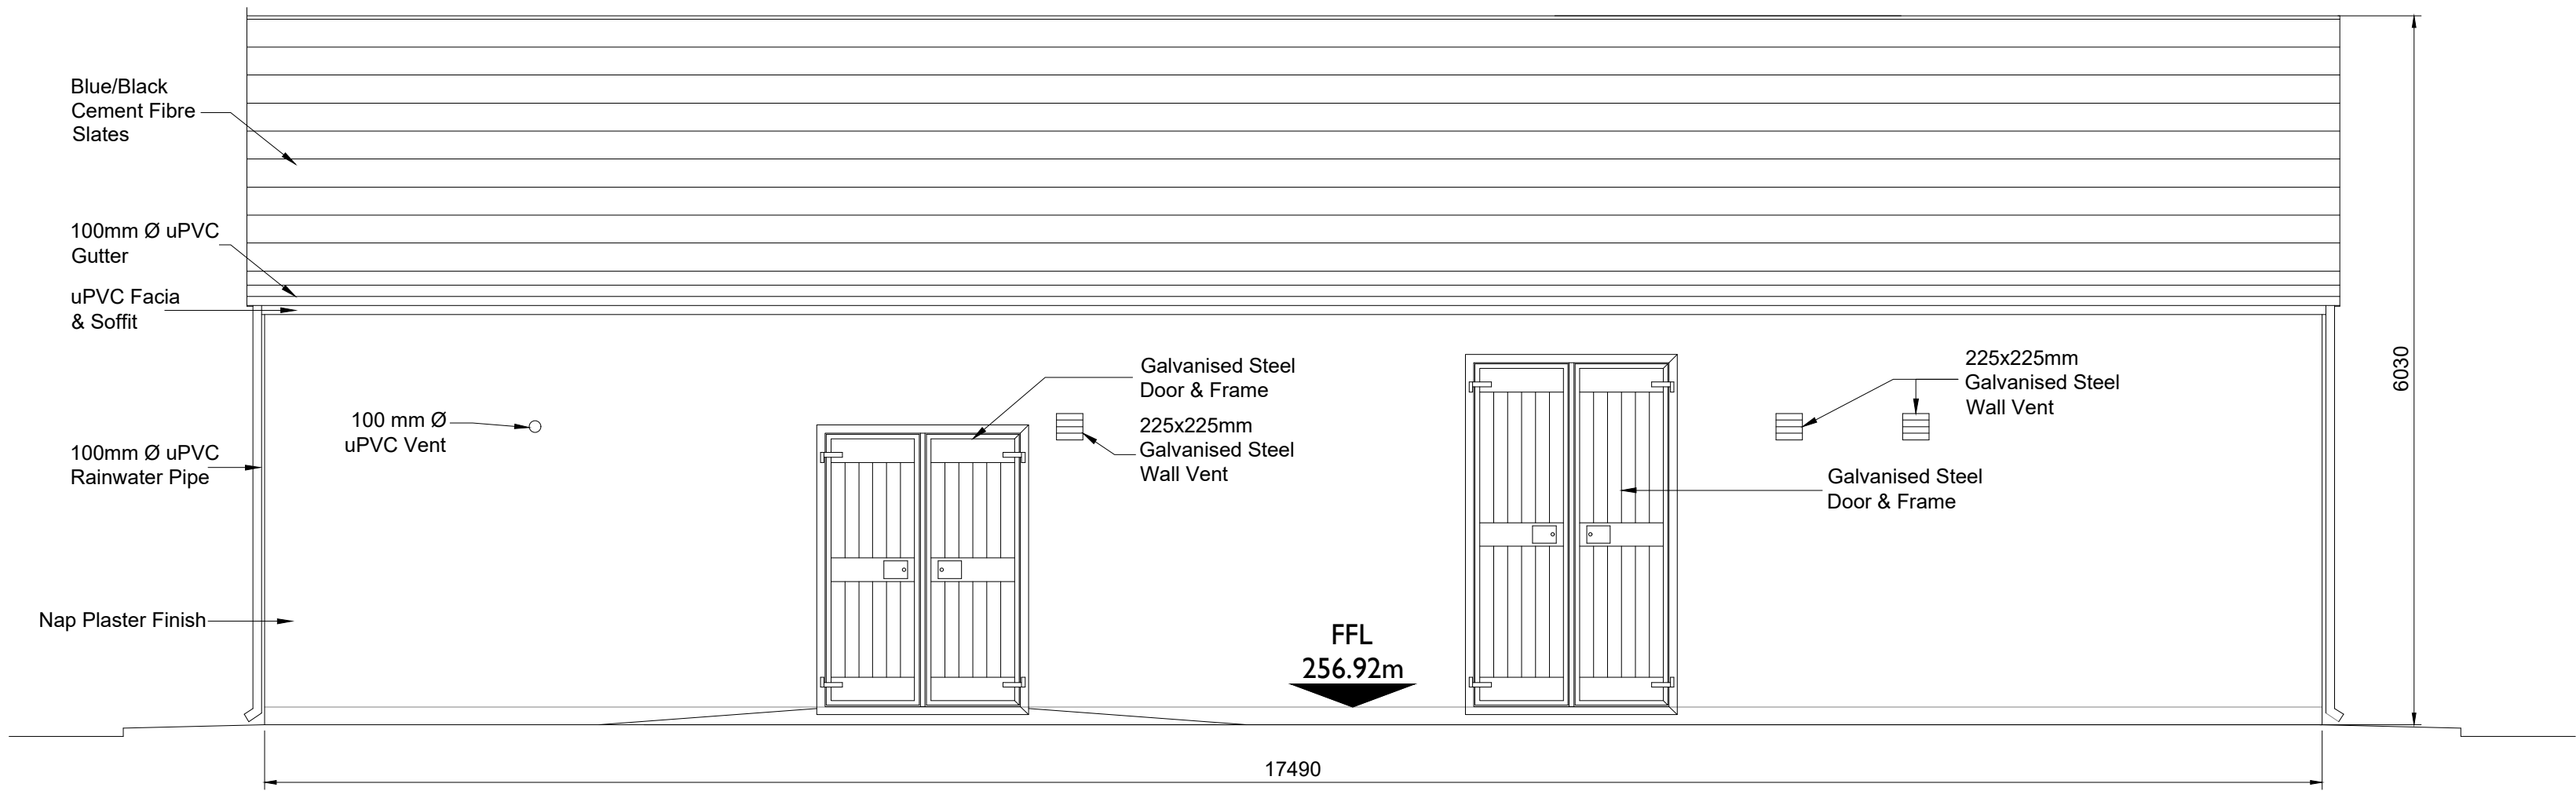 Blue/Black
Cement Fibre
Slates
100mm Ø uPVC
Gutter
uPVC Facia
& Soffit
100 mm Ø
uPVC Vent
100mm Ø uPVC
Rainwater Pipe
Nap Plaster Finish
Galvanised Steel
Door & Frame
225x225mm
Galvanised Steel
Wall Vent
FFL
256.92m
225x225mm
Galvanised Steel
Wall Vent
Galvanised Steel
Door & Frame
6030
17490